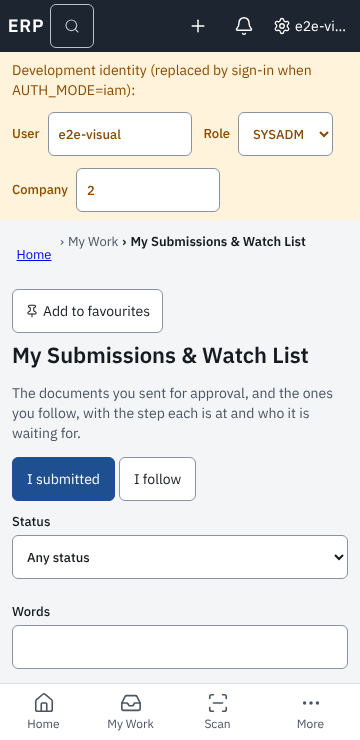 ERP e2e-vi...
Development identity (replaced by sign-in when
AUTH_MODE=iam):
User e2e-visual Role SYSADM
Company 2
Home › My Work › My Submissions & Watch List
Add to favourites
My Submissions & Watch List
The documents you sent for approval, and the ones
you follow, with the step each is at and who it is
waiting for.
I submitted I follow
Status
Any status
Words
Home My Work Scan More